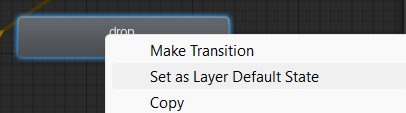 drop
Make Transition
Set as Layer Default State
Copy